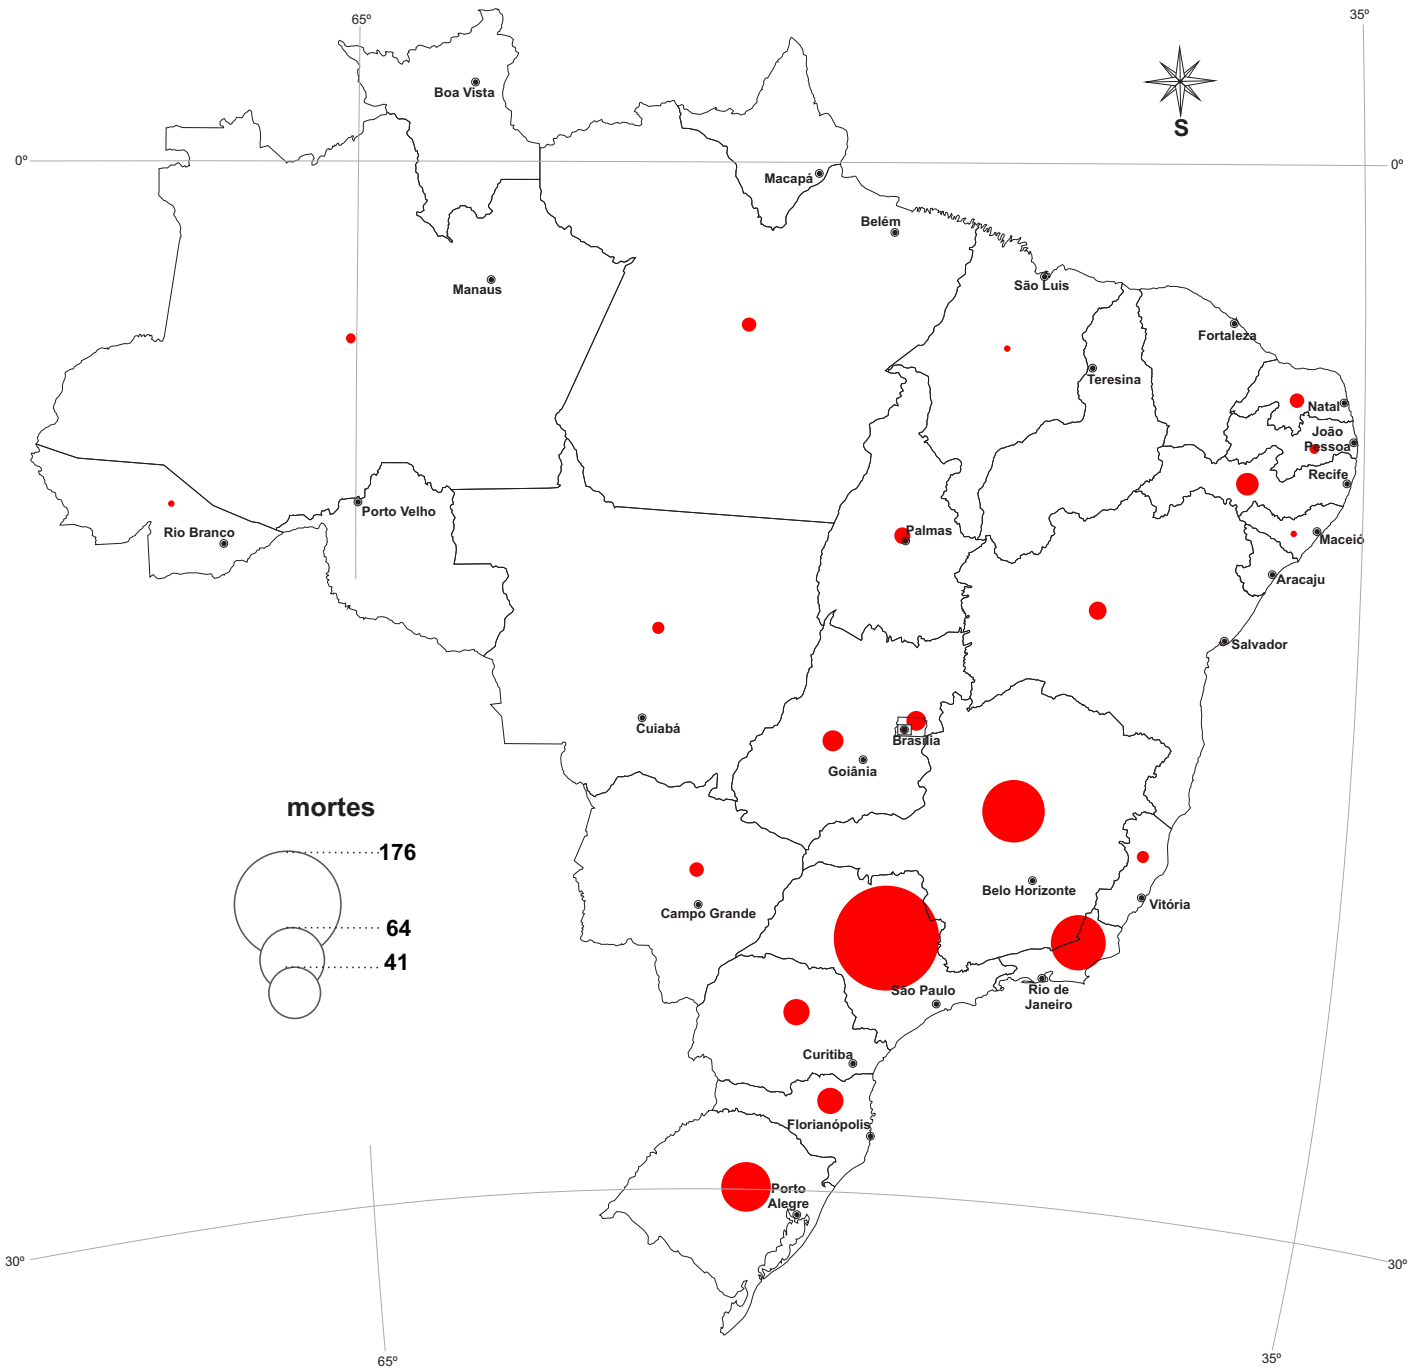 65º
35º
Boa Vista
S
0º
0º
Macapá
Belém
São Luis
Manaus
Fortaleza
Teresina
Natal
João
Pessoa
Recife
Porto Velho
Rio Branco
Palmas
Maceió
Aracaju
Salvador
Cuiabá
Brasília
Goiânia
mortes
176
64
41
Belo Horizonte
Vitória
Campo Grande
São Paulo
Rio de
Janeiro
Curitiba
Florianópolis
Porto
Alegre
30º
30º
65º
35º